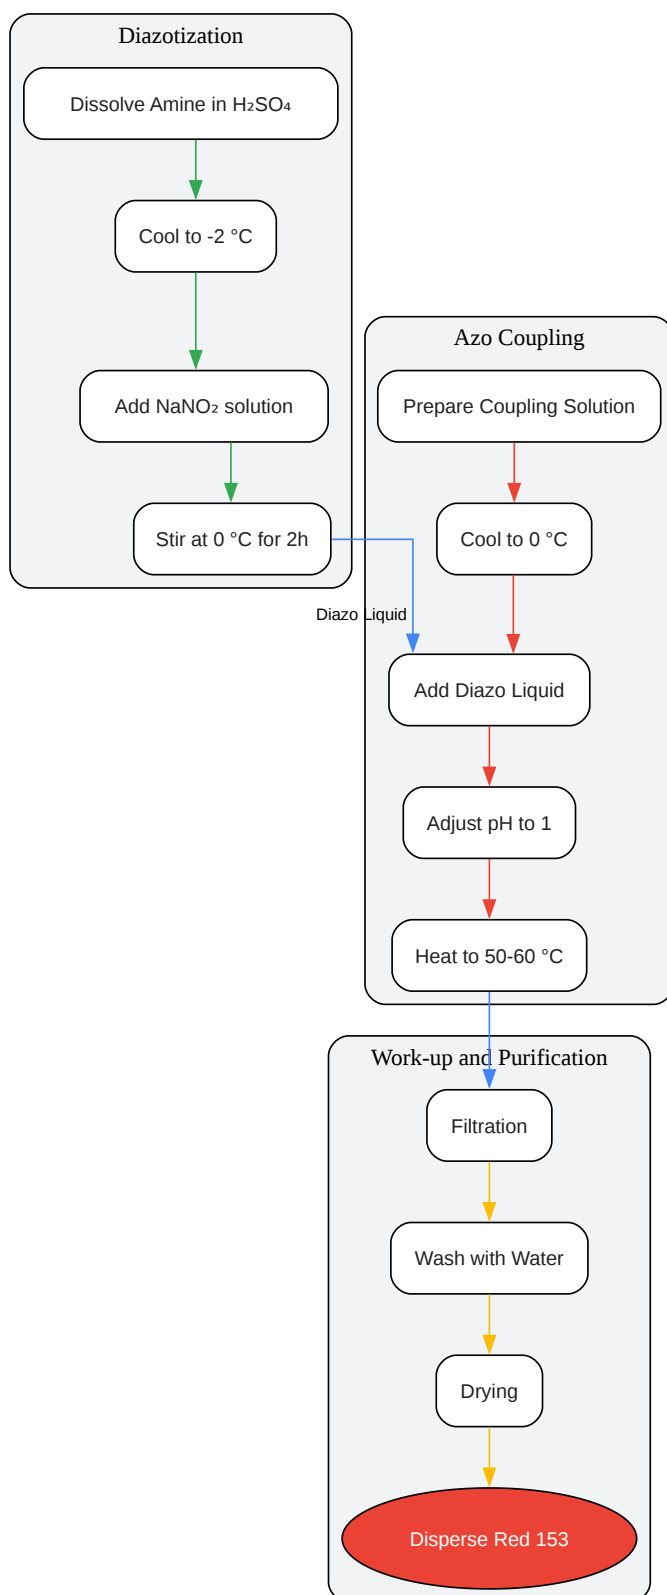 Diazotization
Dissolve Amine in H₂SO₄
Cool to -2 °C
Add NaNO₂ solution
Stir at 0 °C for 2h
Diazo Liquid
Azo Coupling
Prepare Coupling Solution
Cool to 0 °C
Add Diazo Liquid
Adjust pH to 1
Heat to 50-60 °C
Work-up and Purification
Filtration
Wash with Water
Drying
Disperse Red 153